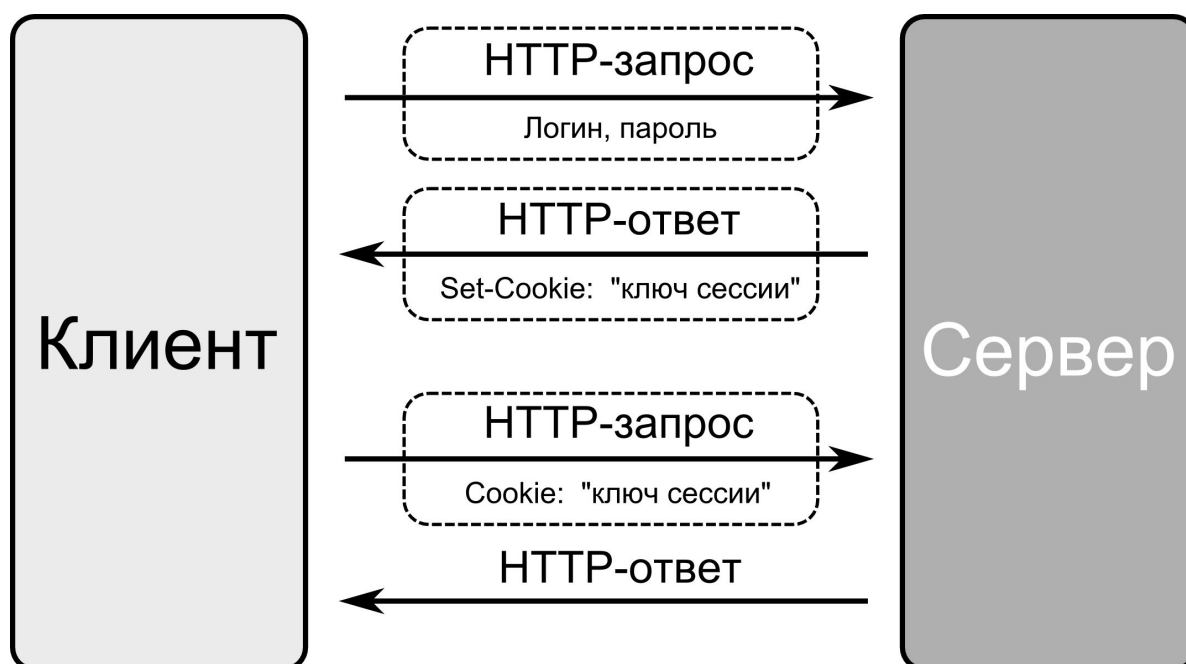 HTTP-запрос
Логин, пароль
HTTP-ответ
Set-Cookie: "ключ сессии"
Клиент
Сервер
HTTP-запрос
Cookie: "ключ сессии"
HTTP-ответ